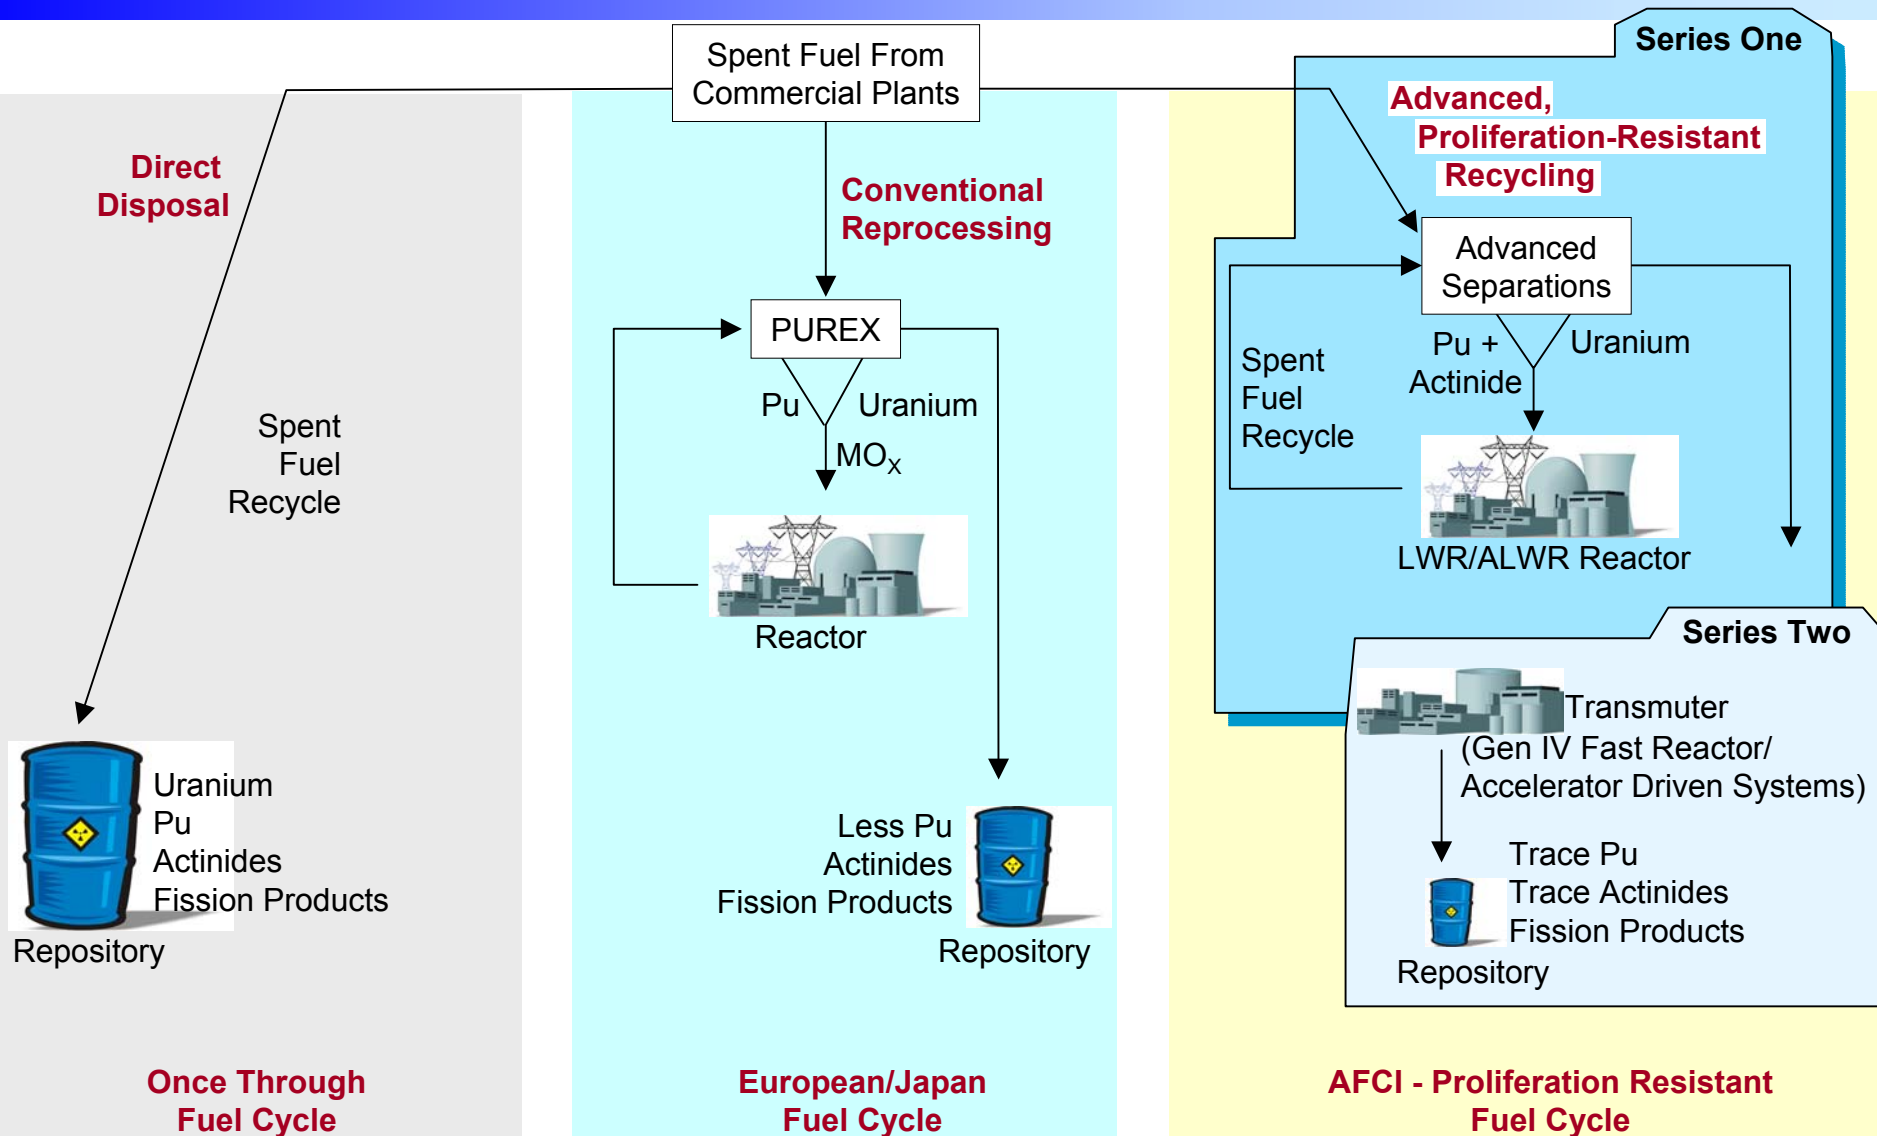 Spent Fuel From
Commercial Plants
Direct
Disposal
Spent
Fuel
Recycle
Uranium
Pu
Actinides
Fission Products
Repository
Once Through
Fuel Cycle
Conventional
Reprocessing
PUREX
Pu
Uranium
MOX
Reactor
Less Pu
Actinides
Fission Products
Repository
European/Japan
Fuel Cycle
Series One
Advanced,
Proliferation-Resistant
Recycling
Advanced
Separations
Pu +
Actinide
Uranium
Spent
Fuel
Recycle
LWR/ALWR Reactor
Series Two
Transmuter
(Gen IV Fast Reactor/
Accelerator Driven Systems)
Trace Pu
Trace Actinides
Fission Products
Repository
AFCI - Proliferation Resistant
Fuel Cycle